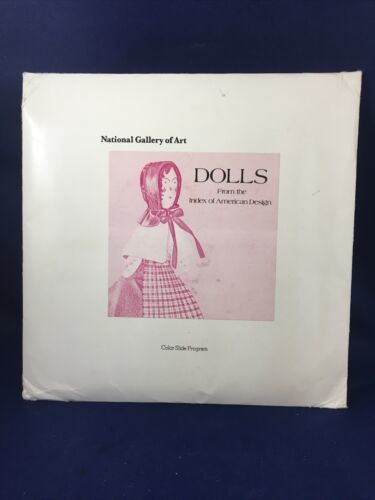 National Gallery of Art
DOLLS
From the
Index of American Design
Color Slide Program